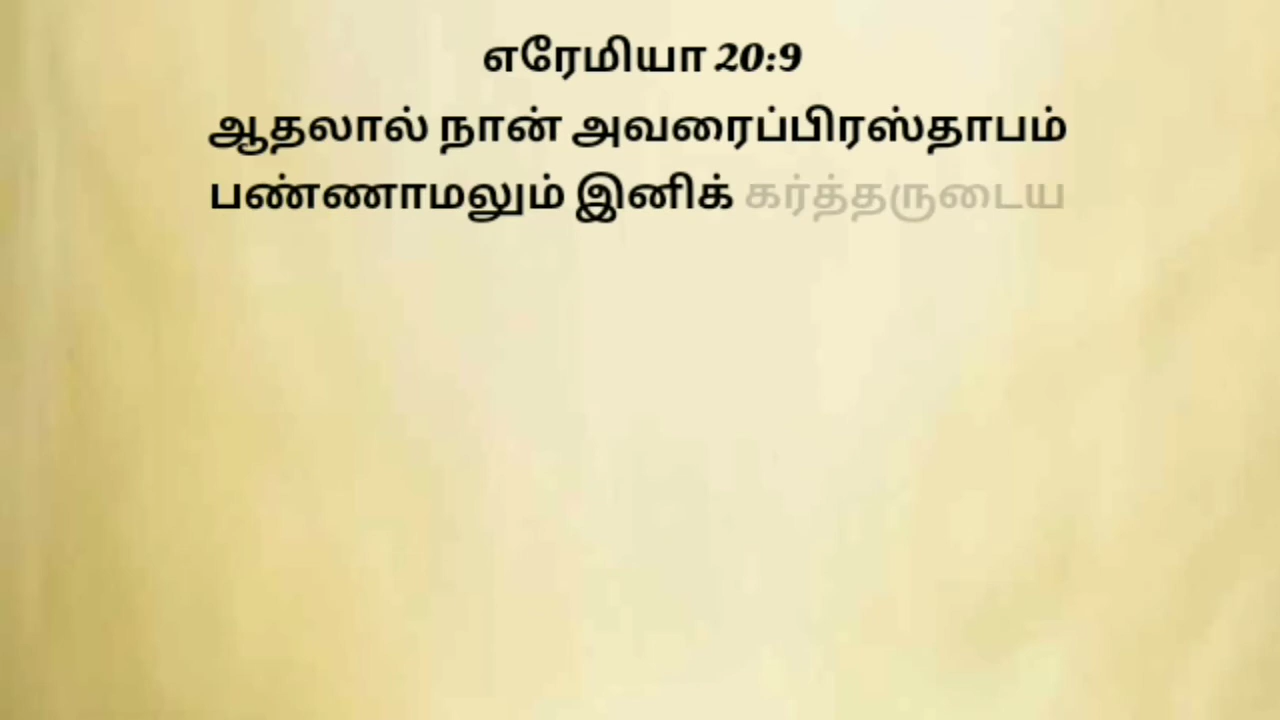 எரேமியா 20:9
ஆதலால் நான் அவரைப்பிரஸ்தாபம்
பண்ணாமலும் இனிக் கர்த்தருடைய